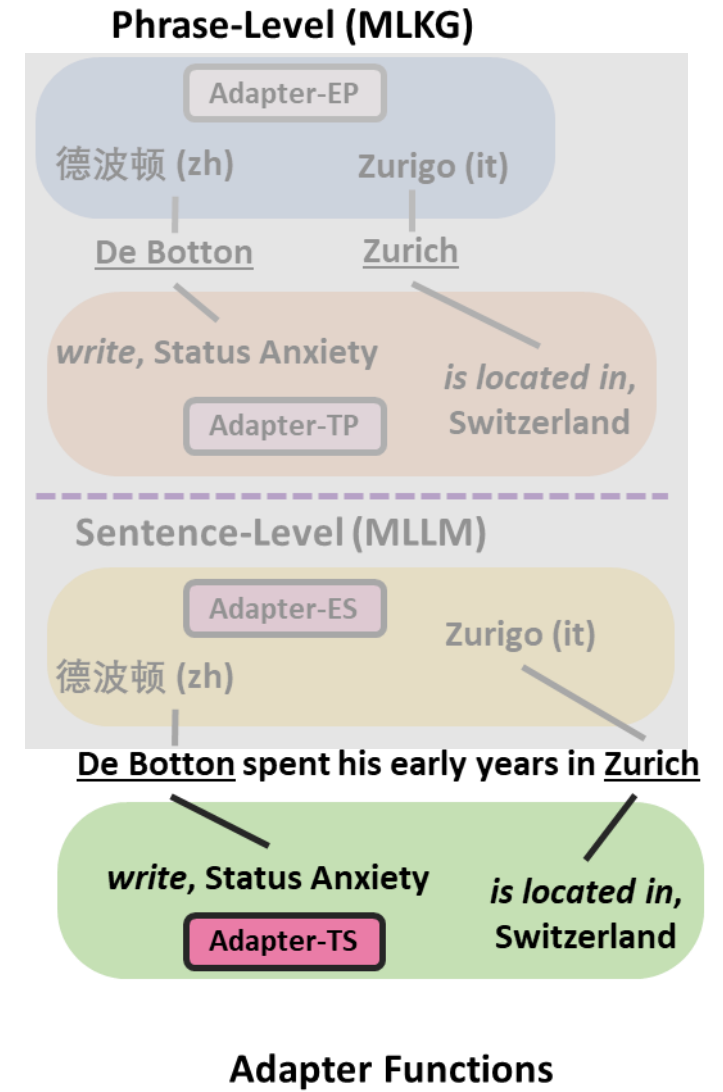 Phrase-Level (MLKG)
Adapter-EP
德波顿 (zh) Zurigo (it)
De Botton Zurich
write, Status Anxiety
is located in,
Switzerland
Adapter-TP
Sentence-Level (MLLM)
Adapter-ES
Zurigo (it)
德波顿 (zh)
De Botton spent his early years in Zurich
write, Status Anxiety
is located in,
Switzerland
Adapter-TS
Adapter Functions